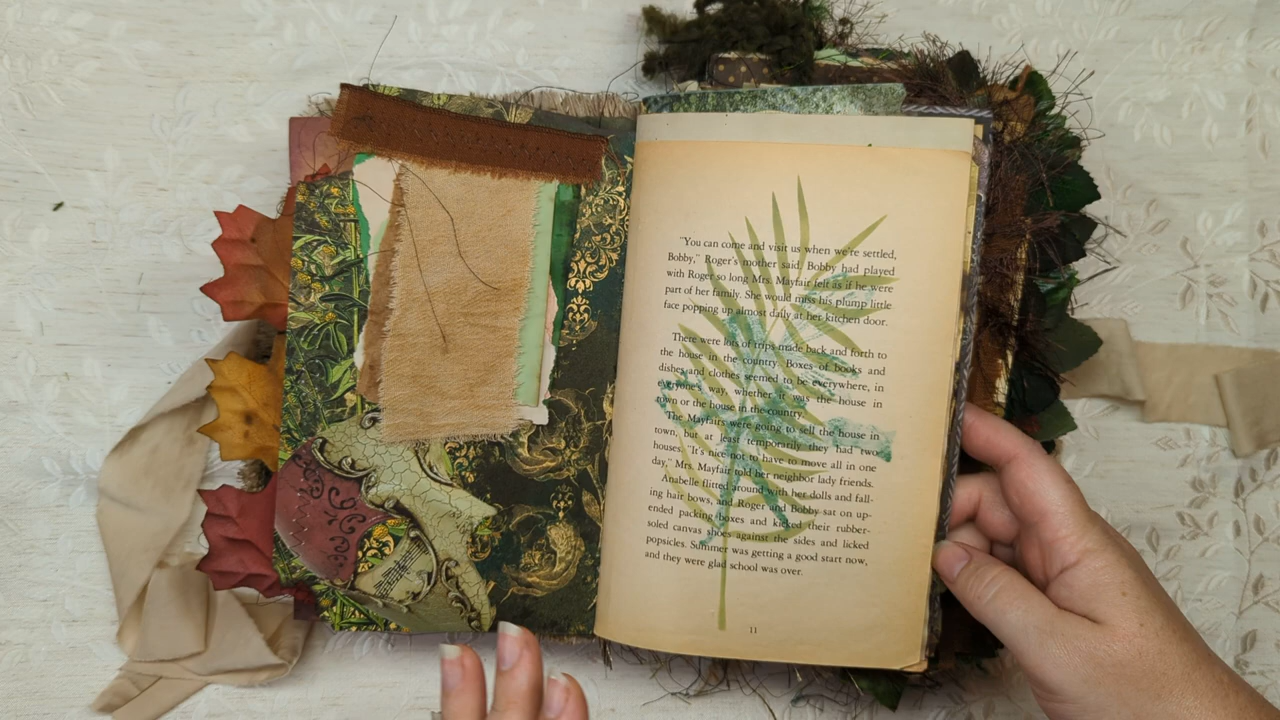 "You can come and visit us when we're settled,
Bobby," Roger's mother said. Bobby had played
with Roger so long Mrs. Mayfair felt as if he were
part of her family. She would miss his plump little
face popping up almost daily at her kitchen door.
There were lots of trips made back and forth to
the house in the country. Boxes of books and
dishes and clothes seemed to be everywhere, in
everyone's way, whether it was the house in
town or the house in the country.
The Mayfairs were going to sell the house in
town, but at least temporarily they had two
houses. "It's nice not to have to move all in one
day," Mrs. Mayfair told her neighbor lady friends.
Anabelle flitted around with her dolls and fall-
ing hair bows, and Roger and Bobby sat on up-
ended packing boxes and kicked their rubber-
soled canvas shoes against the sides and licked
popsicles. Summer was getting a good start now,
and they were glad school was over.
11